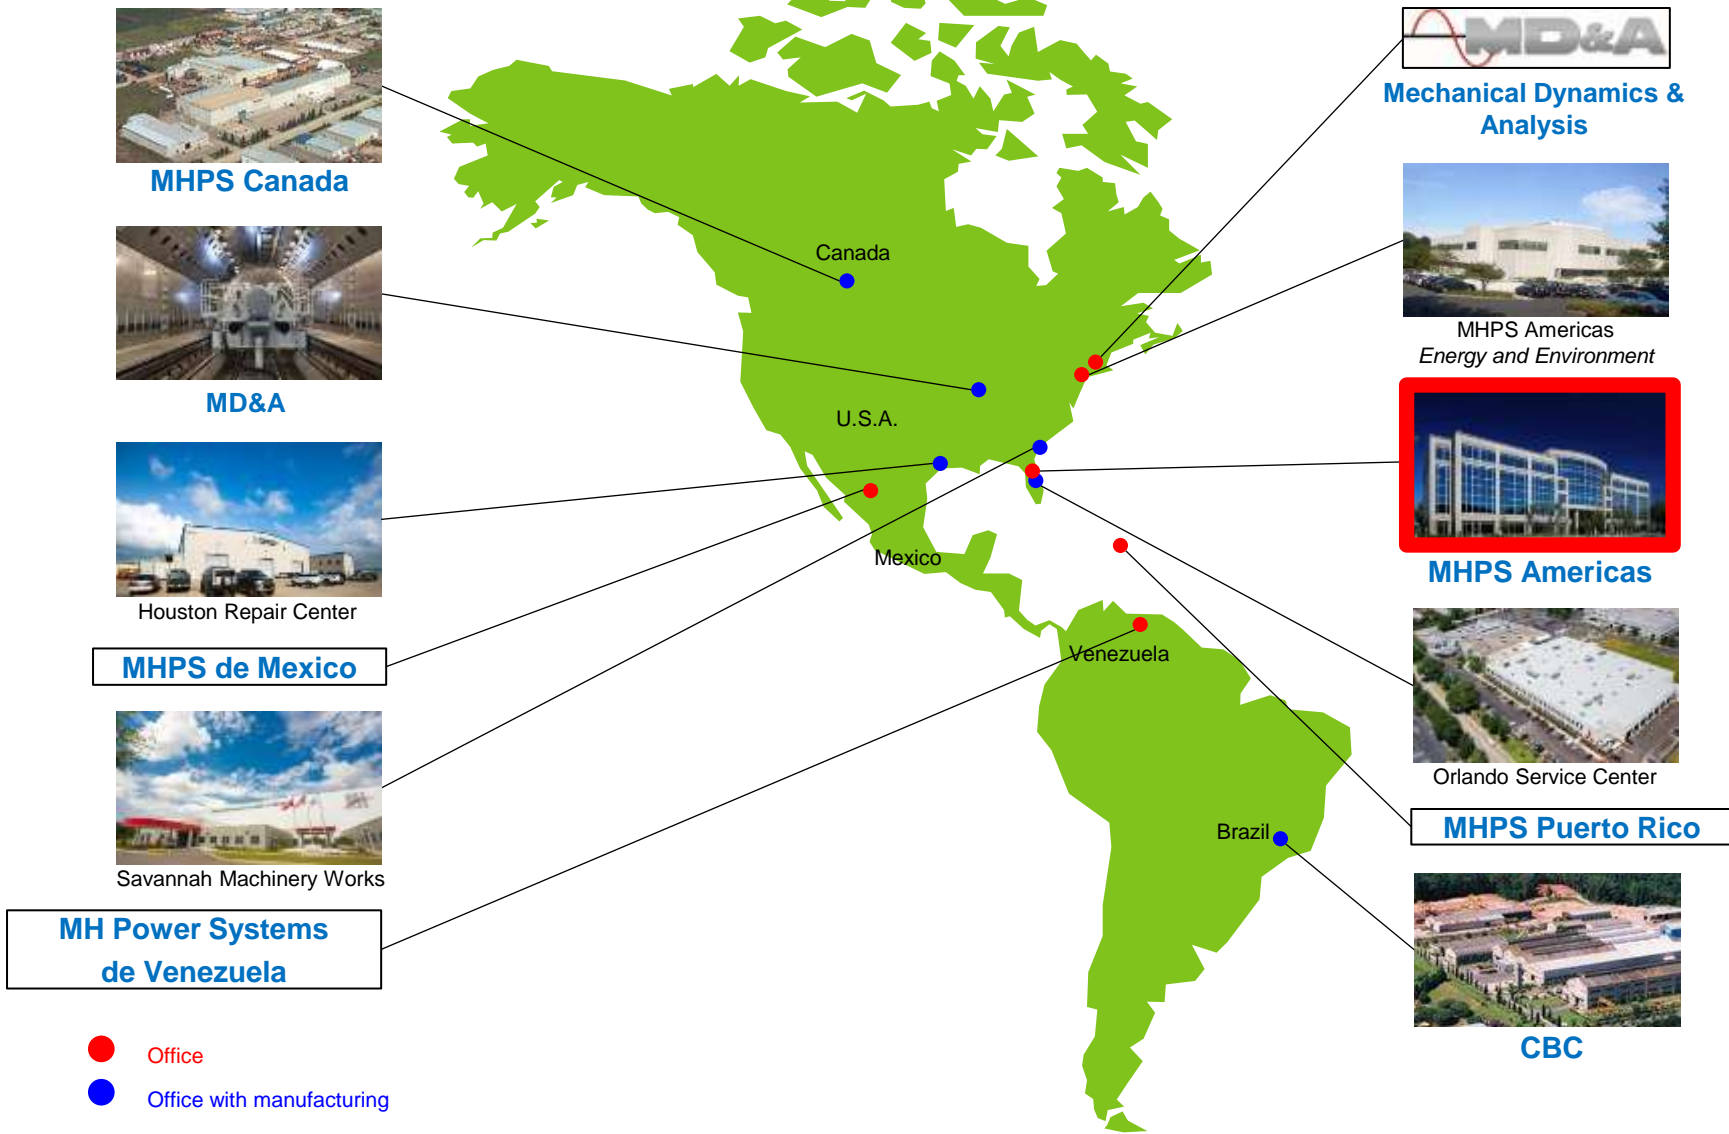 MHPS Canada
MD&A
Houston Repair Center
MHPS de Mexico
Savannah Machinery Works
MH Power Systems
de Venezuela
Office
Office with manufacturing
Canada
U.S.A.
Mexico
Venezuela
Brazil
MD&A
Mechanical Dynamics &
Analysis
MHPS Americas
Energy and Environment
MHPS Americas
Orlando Service Center
MHPS Puerto Rico
CBC